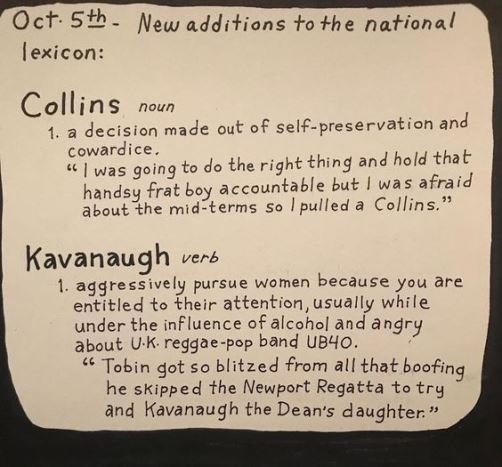 Oct. 5th - New additions to the national
lexicon:
Collins noun
1. a decision made out of self-preservation and
cowardice.
"I was going to do the right thing and hold that
handsy frat boy accountable but I was afraid
about the mid-terms so I pulled a Collins."
Kavanaugh verb
1. aggressively pursue women because you are
entitled to their attention, usually while
under the influence of alcohol and angry
about U.K. reggae-pop band UB40.
"Tobin got so blitzed from all that boofing
he skipped the Newport Regatta to try
and Kavanaugh the Dean's daughter."